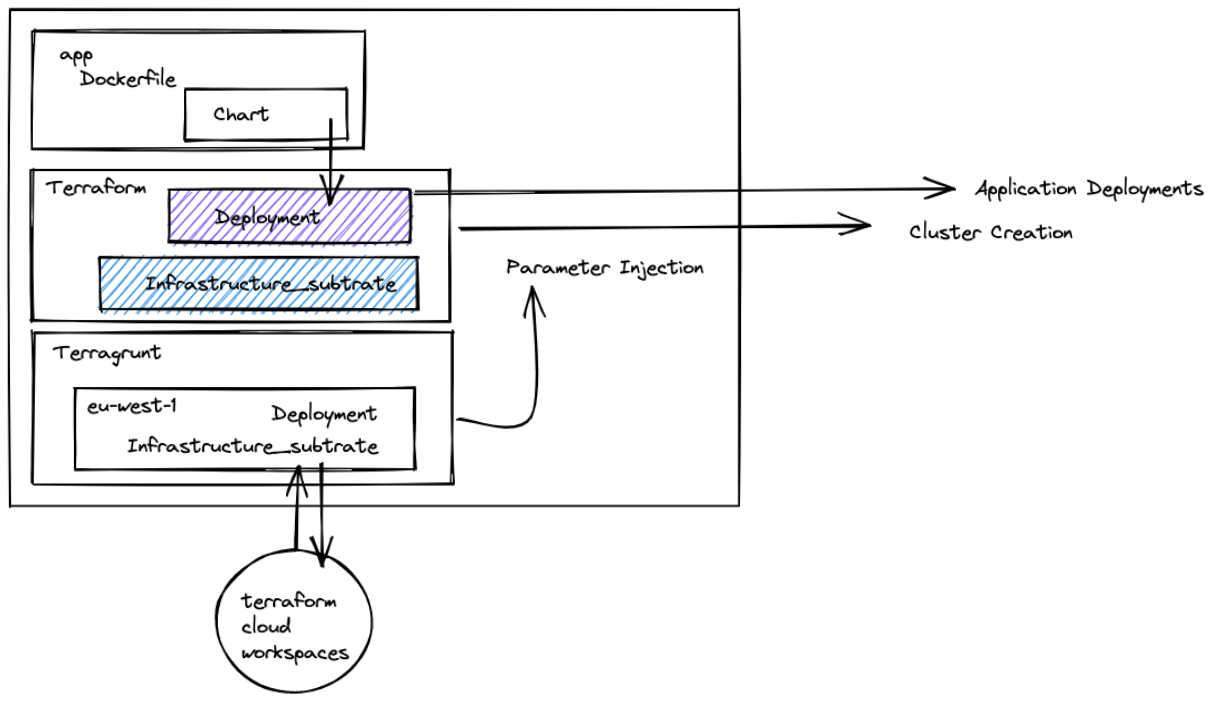 app
Dockerfile
Chart
Terraform
Deployment
Infrastructure_subtrate
Application Deployments
Cluster Creation
Parameter Injection
Terragrunt
eu-west-1
Deployment
Infrastructure_subtrate
terraform
cloud
workspaces